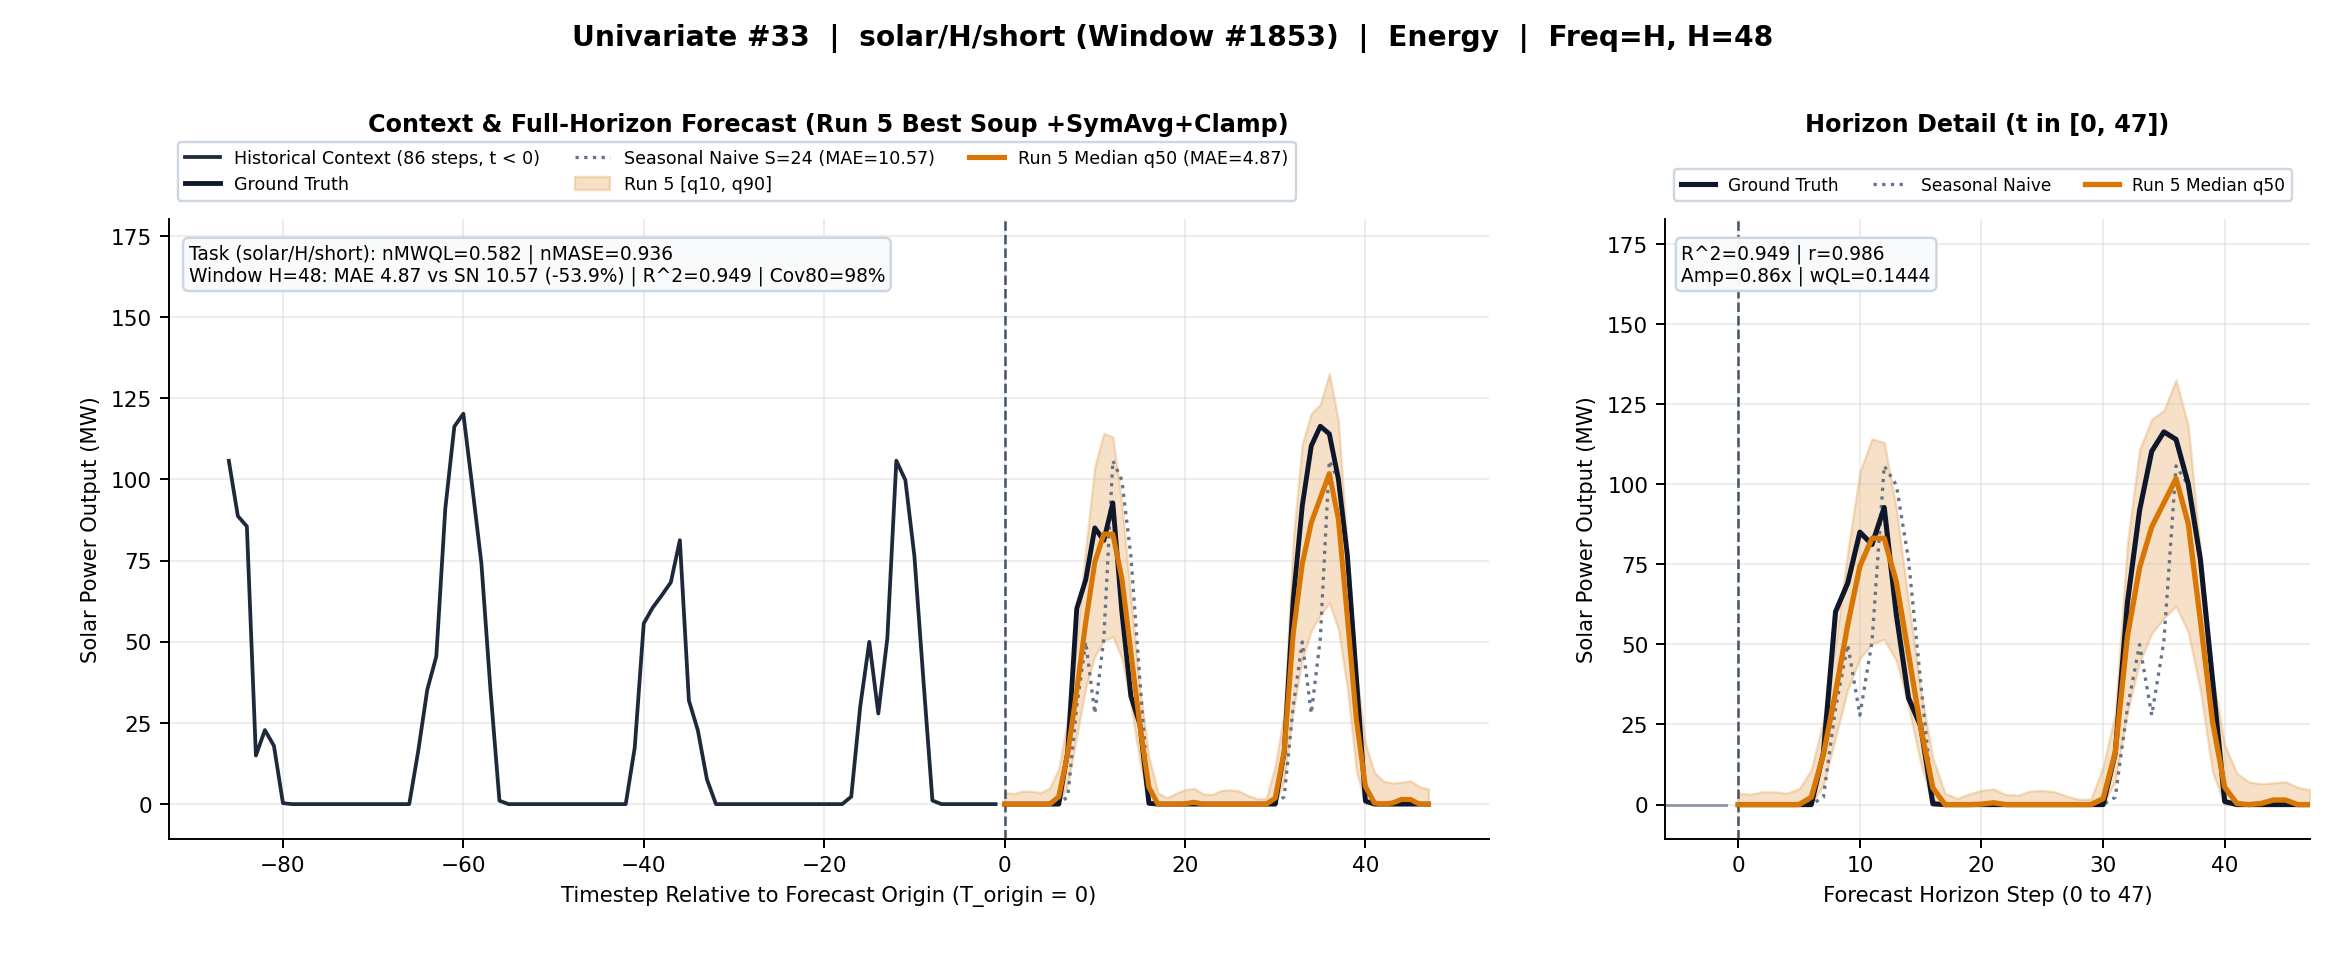 Univariate #33 | solar/H/short (Window #1853) | Energy | Freq=H, H=48
Context & Full-Horizon Forecast (Run 5 Best Soup +SymAvg+Clamp)
Historical Context (86 steps, t < 0)
Ground Truth
Seasonal Naive S=24 (MAE=10.57)
Run 5 [q10, q90]
Run 5 Median q50 (MAE=4.87)
Task (solar/H/short): nMWQL=0.582 | nMASE=0.936
Window H=48: MAE 4.87 vs SN 10.57 (-53.9%) | R^2=0.949 | Cov80=98%
Solar Power Output (MW)
175
150
125
100
75
50
25
0
−80
−60
−40
−20
0
20
40
Timestep Relative to Forecast Origin (T_origin = 0)
Horizon Detail (t in [0, 47])
Ground Truth
Seasonal Naive
Run 5 Median q50
R^2=0.949 | r=0.986
Amp=0.86x | wQL=0.1444
Solar Power Output (MW)
175
150
125
100
75
50
25
0
0
10
20
30
40
Forecast Horizon Step (0 to 47)